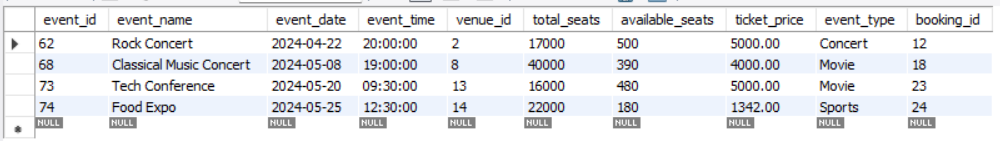 event_id event_name event_date event_time venue_id total_seats available_seats ticket_price event_type booking_id
62 Rock Concert 2024-04-22 20:00:00 2 17000 500 5000.00 Concert 12
68 Classical Music Concert 2024-05-08 19:00:00 8 40000 390 4000.00 Movie 18
73 Tech Conference 2024-05-20 09:30:00 13 16000 480 5000.00 Movie 23
74 Food Expo 2024-05-25 12:30:00 14 22000 180 1342.00 Sports 24
NULL NULL NULL NULL NULL NULL NULL NULL NULL NULL